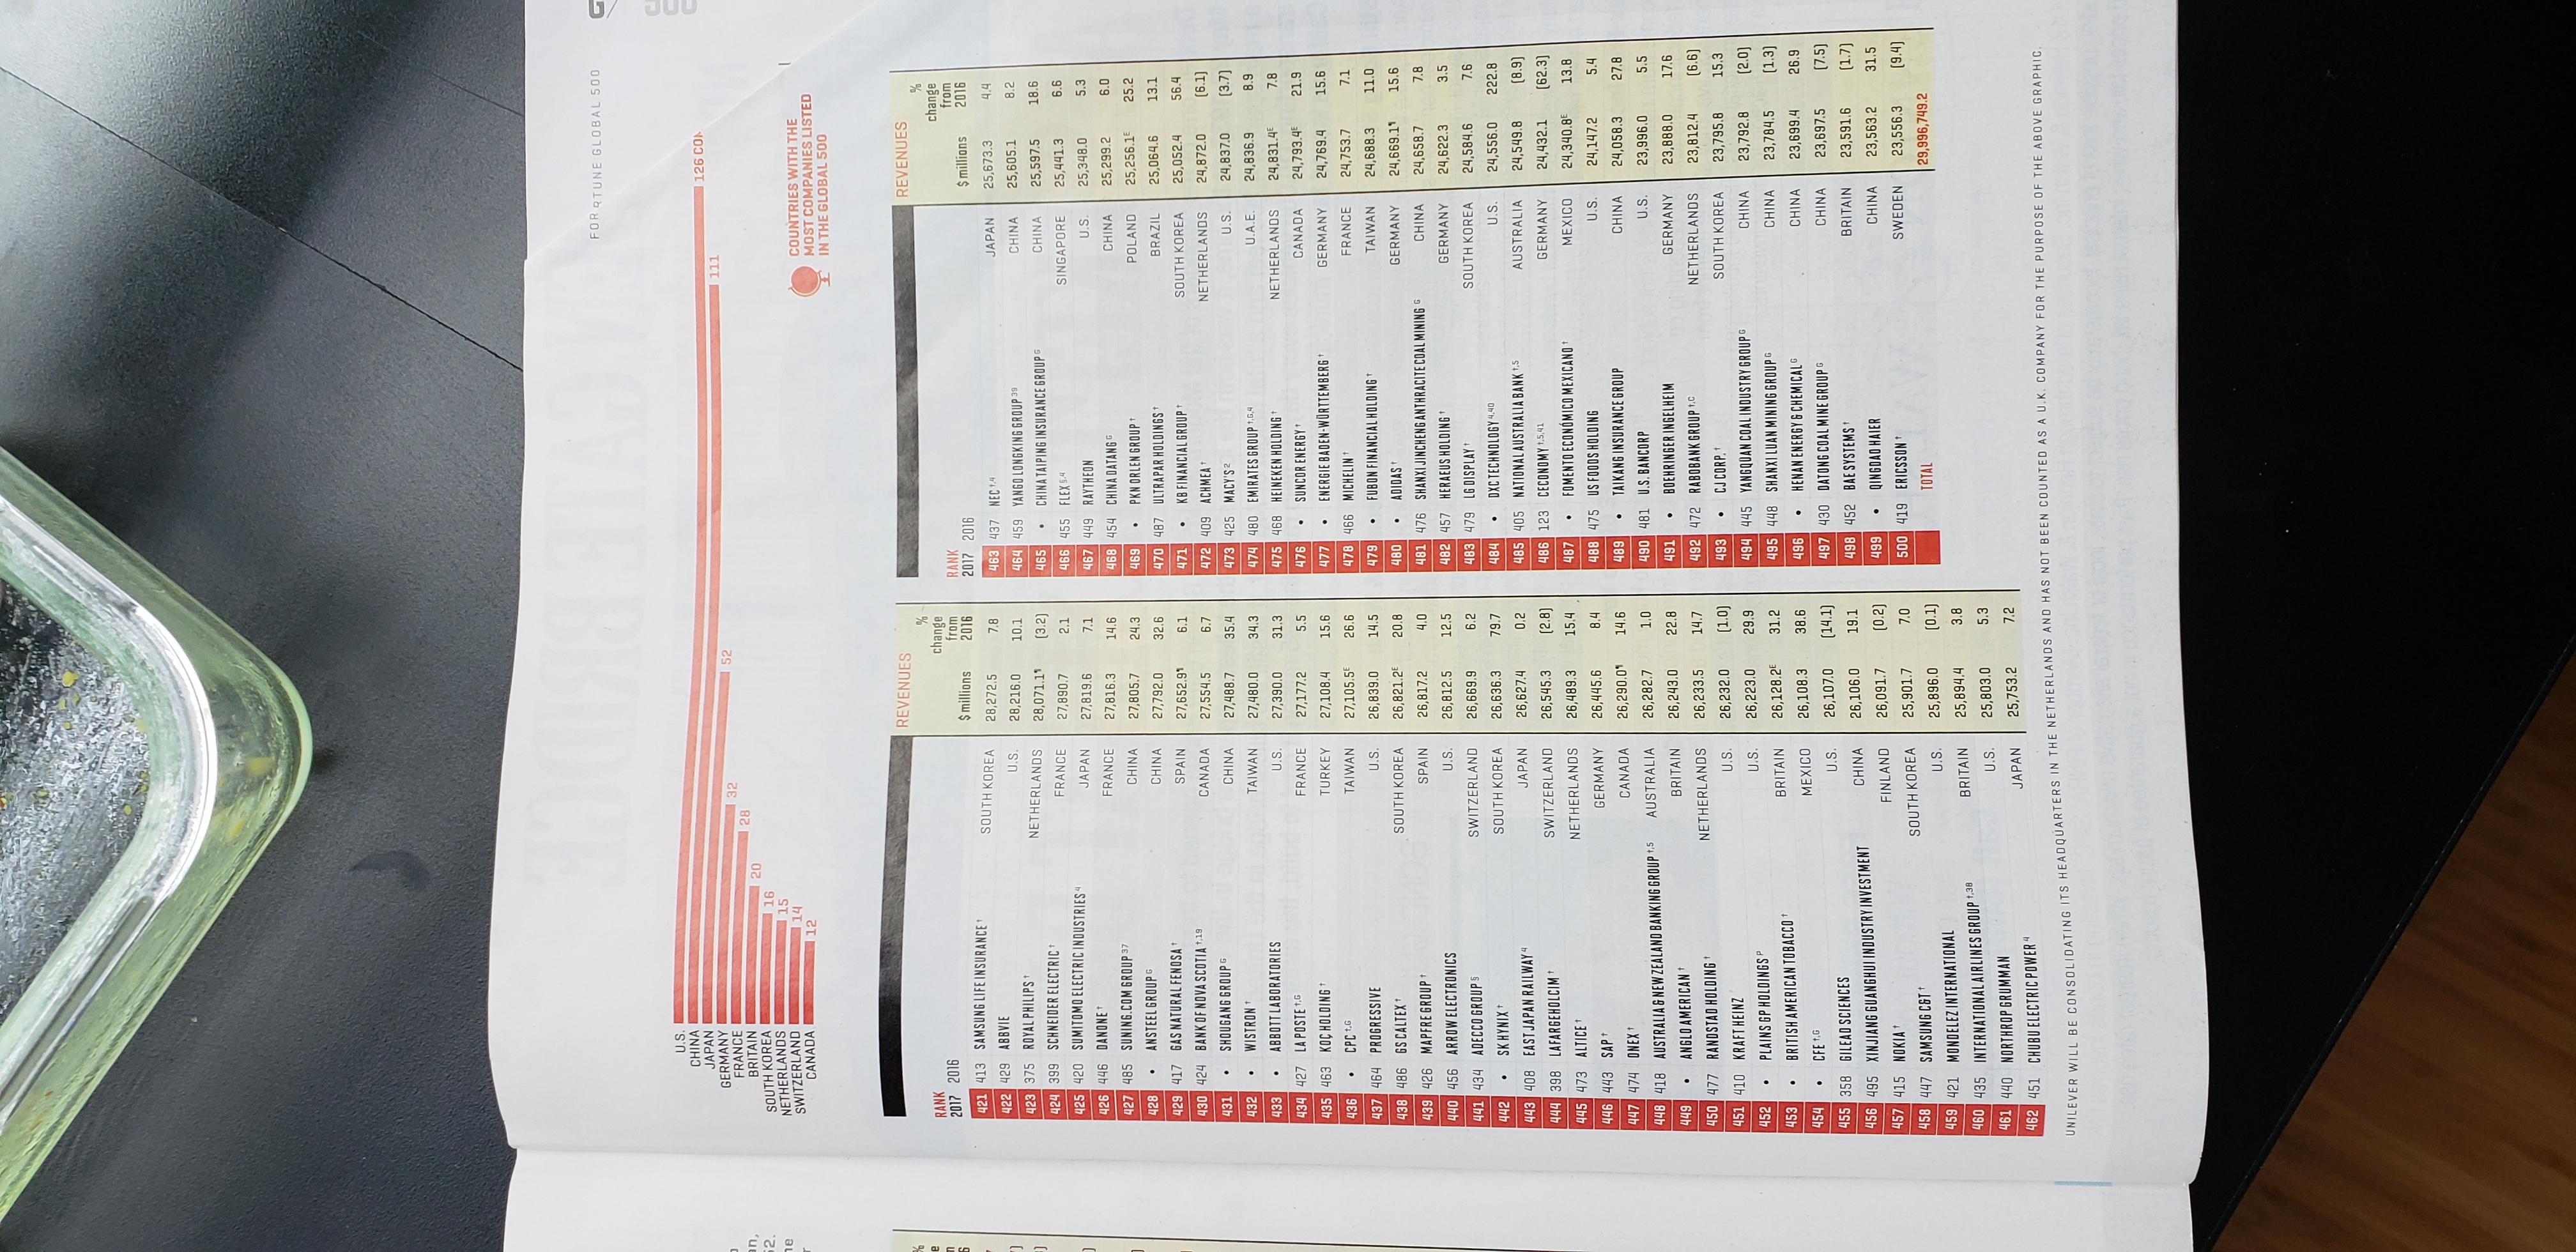 FORTUNE GLOBAL 500
U.S. 126 COM
CHINA 111
JAPAN 52
GERMANY 32
FRANCE 28
BRITAIN 20
SOUTH KOREA 16
NETHERLANDS 15
SWITZERLAND 14
CANADA 12
COUNTRIES WITH THE
MOST COMPANIES LISTED
IN THE GLOBAL 500
REVENUES
RANK
2017 2016
$ millions
% change from 2016
421 413 SAMSUNG LIFE INSURANCE † SOUTH KOREA 28,272.5 7.8
422 429 ABBVIE U.S. 28,216.0 10.1
423 375 ROYAL PHILIPS † NETHERLANDS 28,071.1¶ (3.2)
424 399 SCHNEIDER ELECTRIC † FRANCE 27,890.7 2.1
425 420 SUMITOMO ELECTRIC INDUSTRIES 4 JAPAN 27,819.6 7.1
426 446 DANONE † FRANCE 27,816.3 14.6
427 485 SUNING.COM GROUP 37 CHINA 27,805.7 24.3
428 • ANSTEEL GROUP G CHINA 27,792.0 32.6
429 417 GAS NATURAL FENOSA † SPAIN 27,652.9¶ 6.1
430 424 BANK OF NOVA SCOTIA †,19 CANADA 27,554.5 6.7
431 • SHOUGANG GROUP G CHINA 27,488.7 35.4
432 • WISTRON † TAIWAN 27,480.0 34.3
433 • ABBOTT LABORATORIES U.S. 27,390.0 31.3
434 427 LA POSTE †,G FRANCE 27,177.2 5.5
435 463 KOÇ HOLDING † TURKEY 27,108.4 15.6
436 • CPC †,G TAIWAN 27,105.5E 26.6
437 464 PROGRESSIVE U.S. 26,839.0 14.5
438 486 GS CALTEX † SOUTH KOREA 26,821.2E 20.8
439 426 MAPFRE GROUP † SPAIN 26,817.2 4.0
440 456 ARROW ELECTRONICS U.S. 26,812.5 12.5
441 434 ADECCO GROUP § SWITZERLAND 26,669.9 6.2
442 • SK HYNIX † SOUTH KOREA 26,636.3 79.7
443 408 EAST JAPAN RAILWAY 4 JAPAN 26,627.4 0.2
444 398 LAFARGEHOLCIM † SWITZERLAND 26,545.3 (2.8)
445 473 ALTICE † NETHERLANDS 26,489.3 15.4
446 443 SAP † GERMANY 26,445.6 8.4
447 474 ONEX † CANADA 26,290.0¶ 14.6
448 418 AUSTRALIA & NEW ZEALAND BANKING GROUP †,5 AUSTRALIA 26,282.7 1.0
449 • ANGLO AMERICAN † BRITAIN 26,243.0 22.8
450 477 RANDSTAD HOLDING † NETHERLANDS 26,233.5 14.7
451 410 KRAFT HEINZ U.S. 26,232.0 (1.0)
452 • PLAINS GP HOLDINGS P U.S. 26,223.0 29.9
453 • BRITISH AMERICAN TOBACCO † BRITAIN 26,128.2E 31.2
454 • CFE †,G MEXICO 26,108.3 38.6
455 358 GILEAD SCIENCES U.S. 26,107.0 (14.1)
456 495 XINJIANG GUANGHUI INDUSTRY INVESTMENT CHINA 26,106.0 19.1
457 415 NOKIA † FINLAND 26,091.7 (0.2)
458 447 SAMSUNG C&T † SOUTH KOREA 25,901.7 7.0
459 421 MONDELEZ INTERNATIONAL U.S. 25,896.0 (0.1)
460 435 INTERNATIONAL AIRLINES GROUP †,38 BRITAIN 25,894.4 3.8
461 440 NORTHROP GRUMMAN U.S. 25,803.0 5.3
462 451 CHUBU ELECTRIC POWER 4 JAPAN 25,753.2 7.2
REVENUES
RANK
2017 2016
$ millions
% change from 2016
463 437 NEC †,4 JAPAN 25,673.3 4.4
464 459 YANGO LONGKING GROUP 39 CHINA 25,605.1 8.2
465 • CHINA TAIPING INSURANCE GROUP G CHINA 25,597.5 18.6
466 455 FLEX §,4 SINGAPORE 25,441.3 6.6
467 449 RAYTHEON U.S. 25,348.0 5.3
468 454 CHINA DATANG G CHINA 25,299.2 6.0
469 • PKN ORLEN GROUP † POLAND 25,256.1E 25.2
470 487 ULTRAPAR HOLDINGS † BRAZIL 25,064.6 13.1
471 • KB FINANCIAL GROUP † SOUTH KOREA 25,052.4 56.4
472 409 ACHMEA † NETHERLANDS 24,872.0 (6.1)
473 425 MACY'S 2 U.S. 24,837.0 (3.7)
474 480 EMIRATES GROUP †,G,4 U.A.E. 24,836.9 8.9
475 468 HEINEKEN HOLDING † NETHERLANDS 24,831.4E 7.8
476 • SUNCOR ENERGY † CANADA 24,793.4E 21.9
477 • ENERGIE BADEN-WÜRTTEMBERG † GERMANY 24,769.4 15.6
478 466 MICHELIN † FRANCE 24,753.7 7.1
479 • FUBON FINANCIAL HOLDING † TAIWAN 24,688.3 11.0
480 • ADIDAS † GERMANY 24,669.1¶ 15.6
481 476 SHANXI JINCHENG ANTHRACITE COAL MINING G CHINA 24,658.7 7.8
482 457 HERAEUS HOLDING † GERMANY 24,622.3 3.5
483 479 LG DISPLAY † SOUTH KOREA 24,584.6 7.6
484 • DXC TECHNOLOGY 4,40 U.S. 24,556.0 222.8
485 405 NATIONAL AUSTRALIA BANK †,5 AUSTRALIA 24,549.8 (8.9)
486 123 CECONOMY †,5,41 GERMANY 24,432.1 (62.3)
487 • FOMENTO ECONÓMICO MEXICANO † MEXICO 24,340.8E 13.8
488 475 US FOODS HOLDING U.S. 24,147.2 5.4
489 • TAIKANG INSURANCE GROUP CHINA 24,058.3 27.8
490 481 U.S. BANCORP U.S. 23,996.0 5.5
491 • BOEHRINGER INGELHEIM GERMANY 23,888.0 17.6
492 472 RABOBANK GROUP †,C NETHERLANDS 23,812.4 (6.6)
493 • CJ CORP. † SOUTH KOREA 23,795.8 15.3
494 445 YANGQUAN COAL INDUSTRY GROUP G CHINA 23,792.8 (2.0)
495 448 SHANXI LUAN MINING GROUP G CHINA 23,784.5 (1.3)
496 • HENAN ENERGY & CHEMICAL G CHINA 23,699.4 26.9
497 430 DATONG COAL MINE GROUP G CHINA 23,697.5 (7.5)
498 452 BAE SYSTEMS † BRITAIN 23,591.6 (1.7)
499 • QINGDAO HAIER CHINA 23,563.2 31.5
500 419 ERICSSON † SWEDEN 23,556.3 (9.4)
TOTAL 29,996,749.2
UNILEVER WILL BE CONSOLIDATING ITS HEADQUARTERS IN THE NETHERLANDS AND HAS NOT BEEN COUNTED AS A U.K. COMPANY FOR THE PURPOSE OF THE ABOVE GRAPHIC.